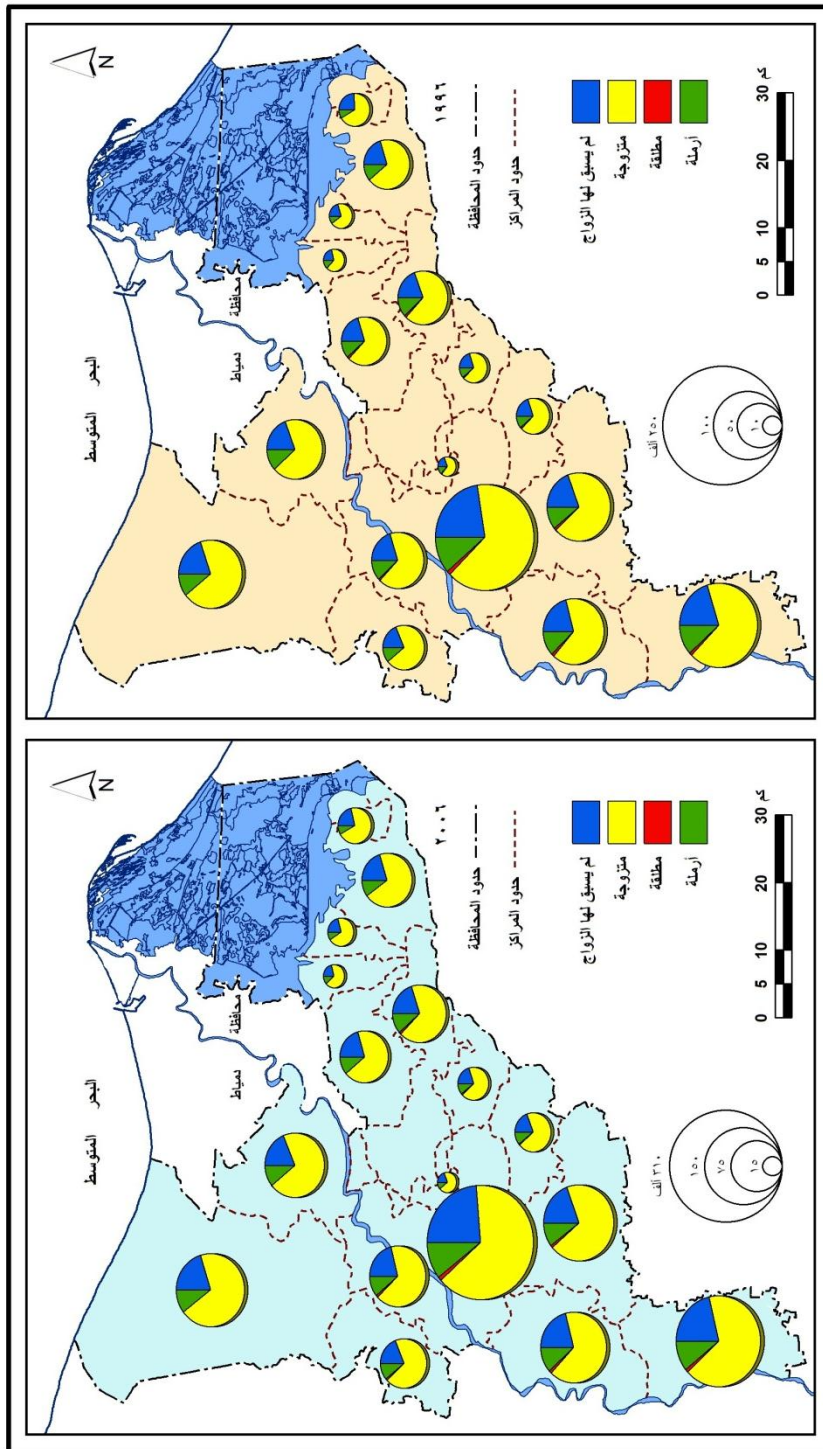 N
البحر
المتوسط
محافظة
دمياط
١٩٩٦
حدود المحافظة
حدود المراكز
لم يسبق لها الزواج
متزوجة
مطلقة
أرملة
٢٥٠ ألف
١٠٠
٥٠
١٠
0 5 10 20 30 كم
N
البحر
المتوسط
محافظة
دمياط
٢٠٠٦
حدود المحافظة
حدود المراكز
لم يسبق لها الزواج
متزوجة
مطلقة
أرملة
٣١٠ ألف
١٥٠
٧٥
١٥
0 5 10 20 30 كم